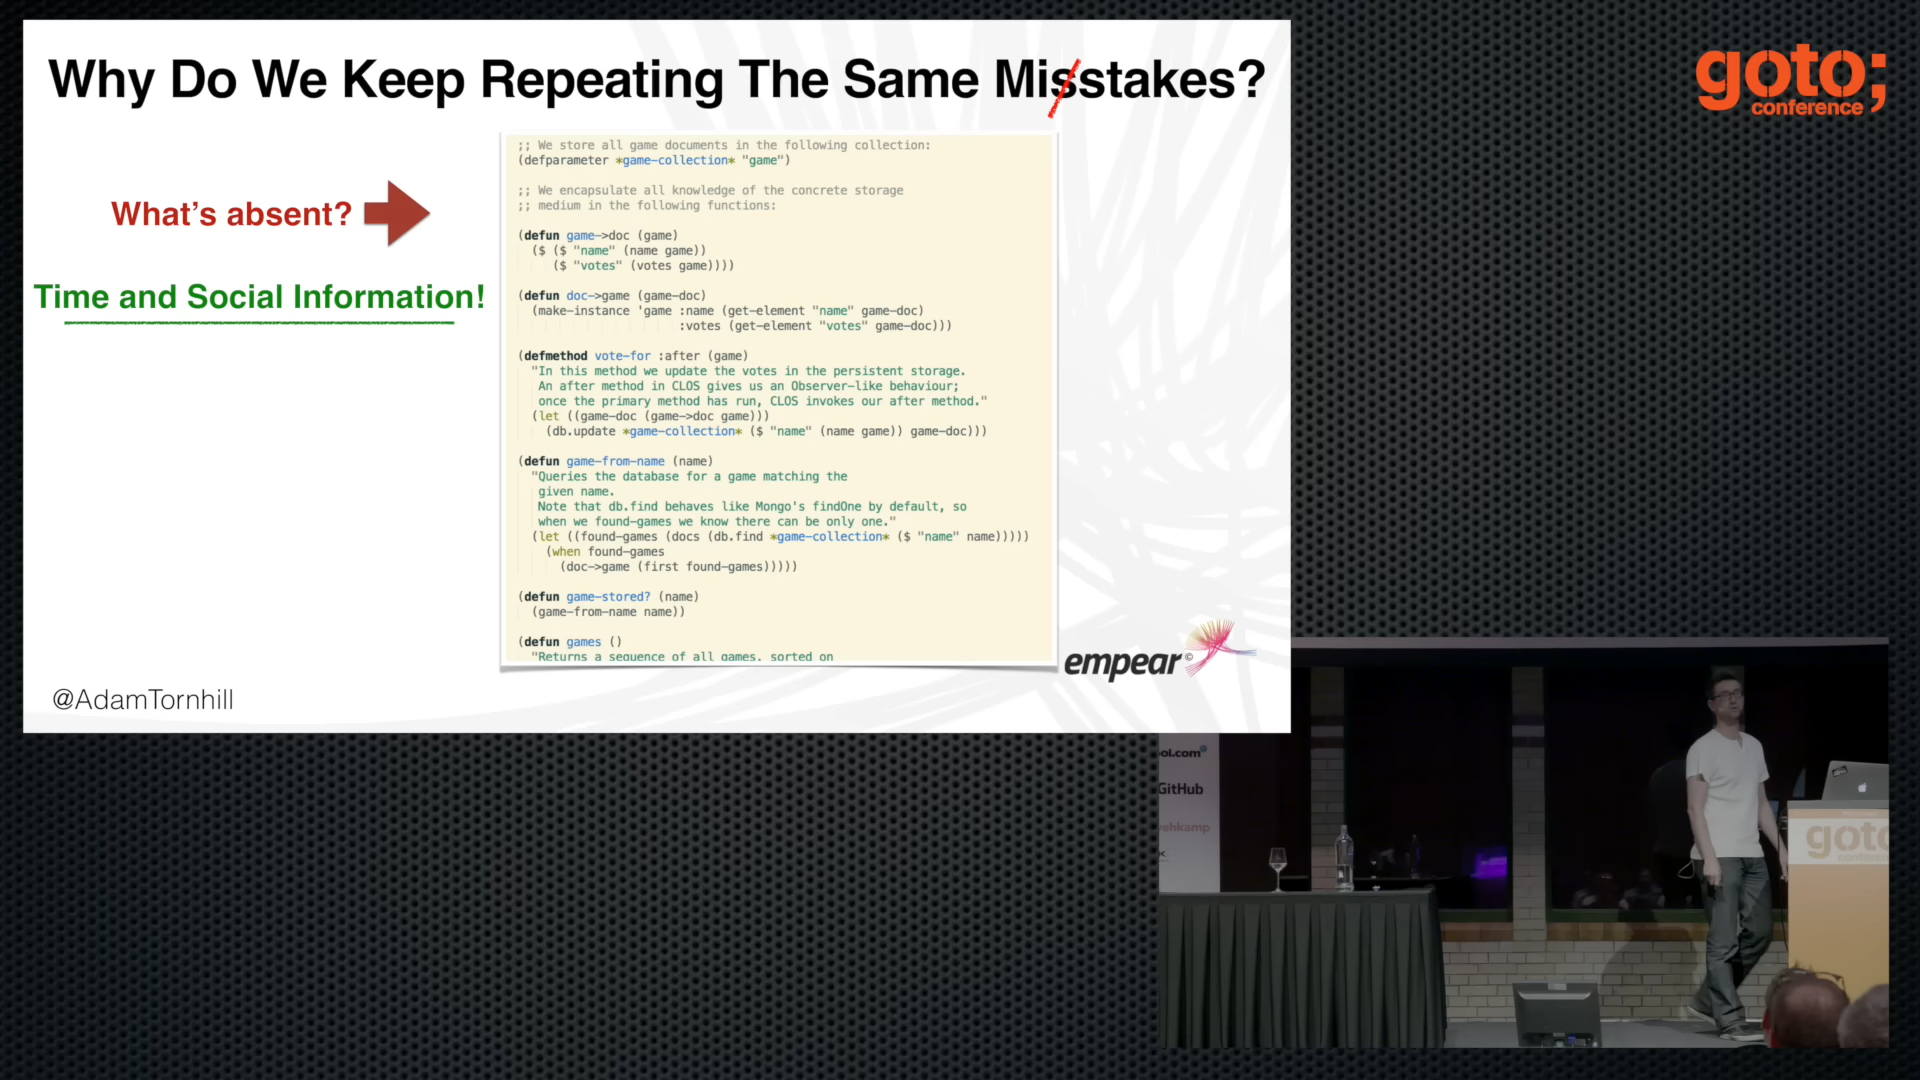 Why Do We Keep Repeating The Same Misstakes?
goto;
conference
What's absent?
Time and Social Information!
;; We store all game documents in the following collection:
(defparameter *game-collection* "game")
;; We encapsulate all knowledge of the concrete storage
;; medium in the following functions:
(defun game->doc (game)
($ ($ "name" (name game))
($ "votes" (votes game))))
(defun doc->game (game-doc)
(make-instance 'game :name (get-element "name" game-doc)
:votes (get-element "votes" game-doc)))
(defmethod vote-for :after (game)
"In this method we update the votes in the persistent storage.
An after method in CLOS gives us an Observer-like behaviour;
once the primary method has run, CLOS invokes our after method."
(let ((game-doc (game->doc game)))
(db.update *game-collection* ($ "name" (name game)) game-doc)))
(defun game-from-name (name)
"Queries the database for a game matching the
given name.
Note that db.find behaves like Mongo's findOne by default, so
when we found-games we know there can be only one."
(let ((found-games (docs (db.find *game-collection* ($ "name" name)))))
(when found-games
(doc->game (first found-games)))))
(defun game-stored? (name)
(game-from-name name))
(defun games ()
"Returns a sequence of all games, sorted on
empear©
@AdamTornhill
ol.com
GitHub
ehkamp
goto
conferen